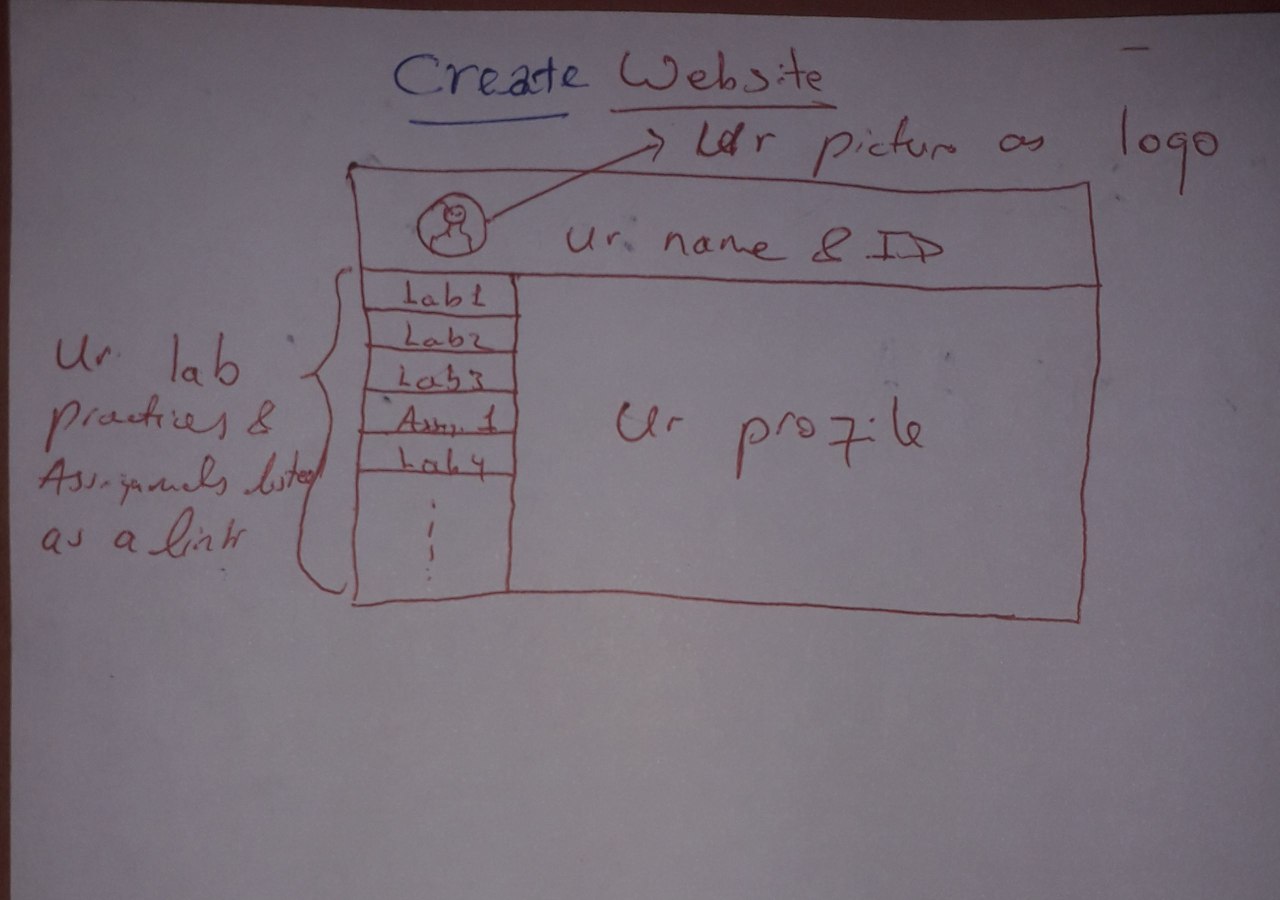 Create Website
Ur picture as logo
Ur. name & ID
Lab1
Lab2
Lab3
Assig. 1
Lab4
Ur lab
practices &
Assignments listed
as a link
Ur profile